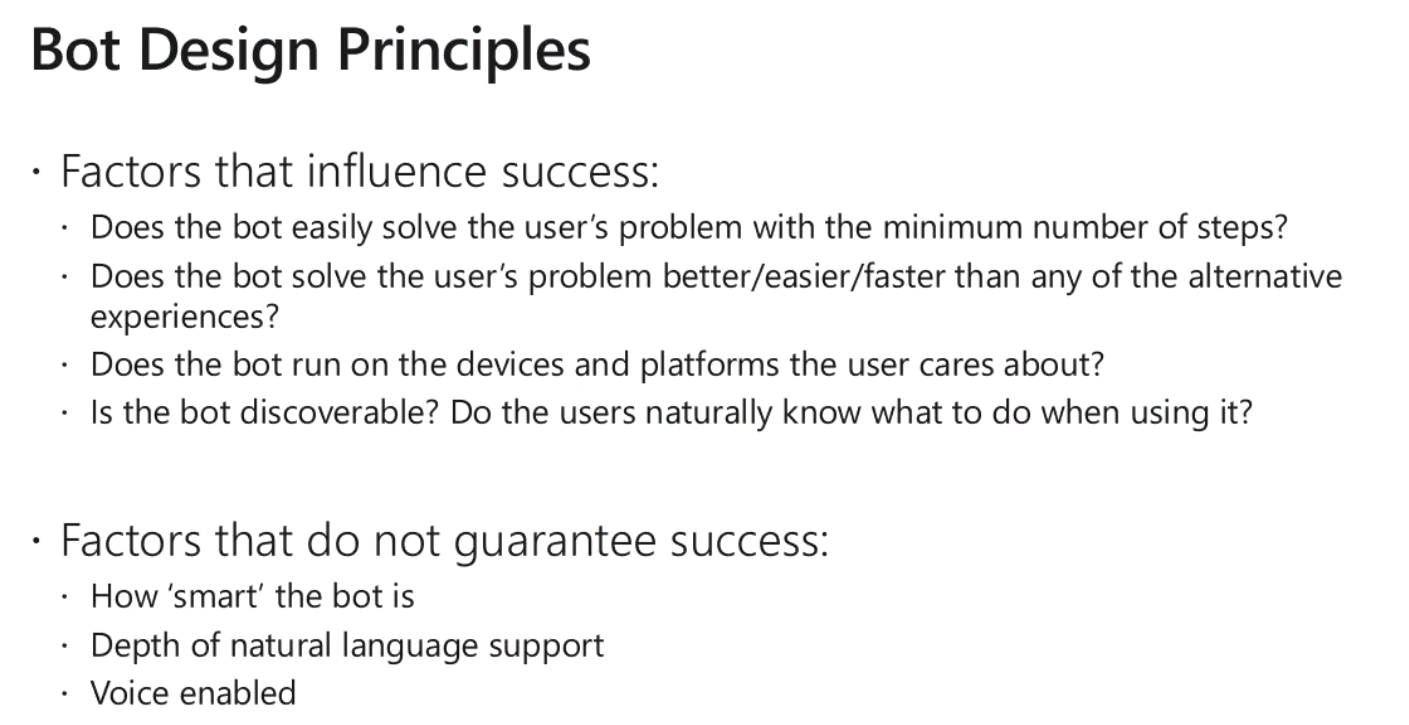 Bot Design Principles
· Factors that influence success:
· Does the bot easily solve the user’s problem with the minimum number of steps?
· Does the bot solve the user’s problem better/easier/faster than any of the alternative
experiences?
· Does the bot run on the devices and platforms the user cares about?
· Is the bot discoverable? Do the users naturally know what to do when using it?
· Factors that do not guarantee success:
· How ‘smart’ the bot is
· Depth of natural language support
· Voice enabled